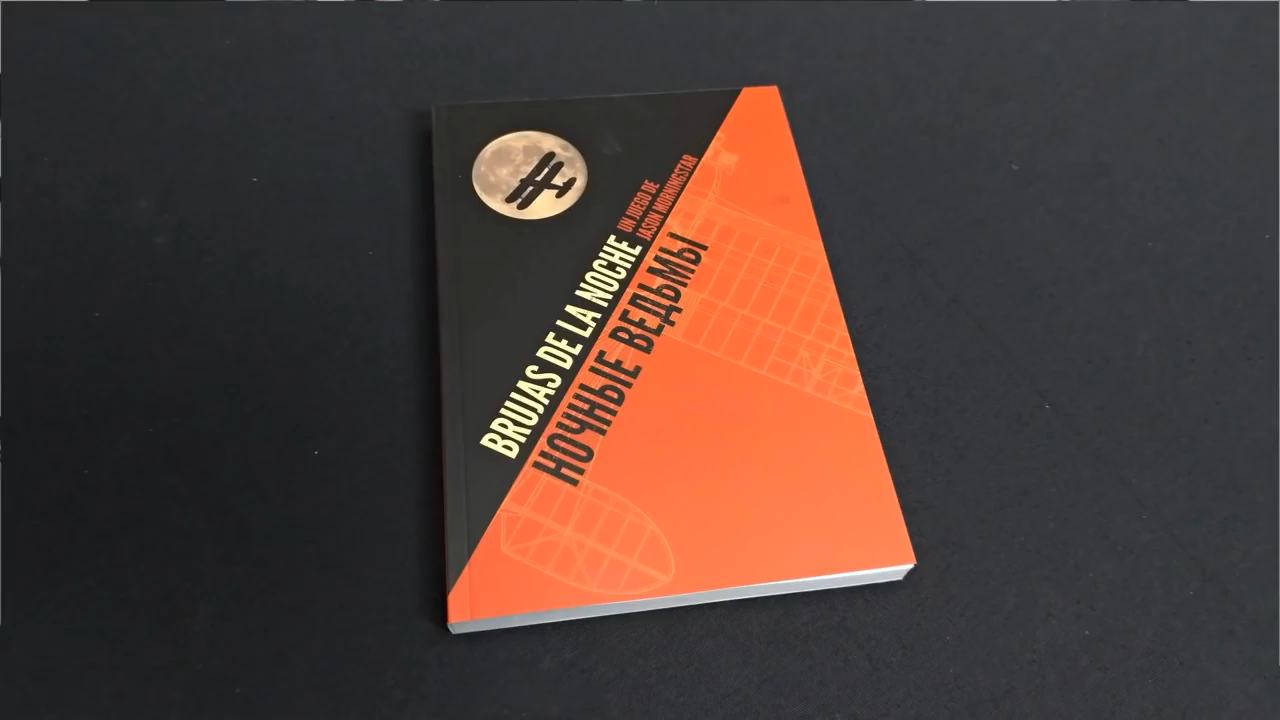 BRUJAS DE LA NOCHE
UN JUEGO DE
JASON MORNINGSTAR
НОЧНЫЕ ВЕДЬМЫ